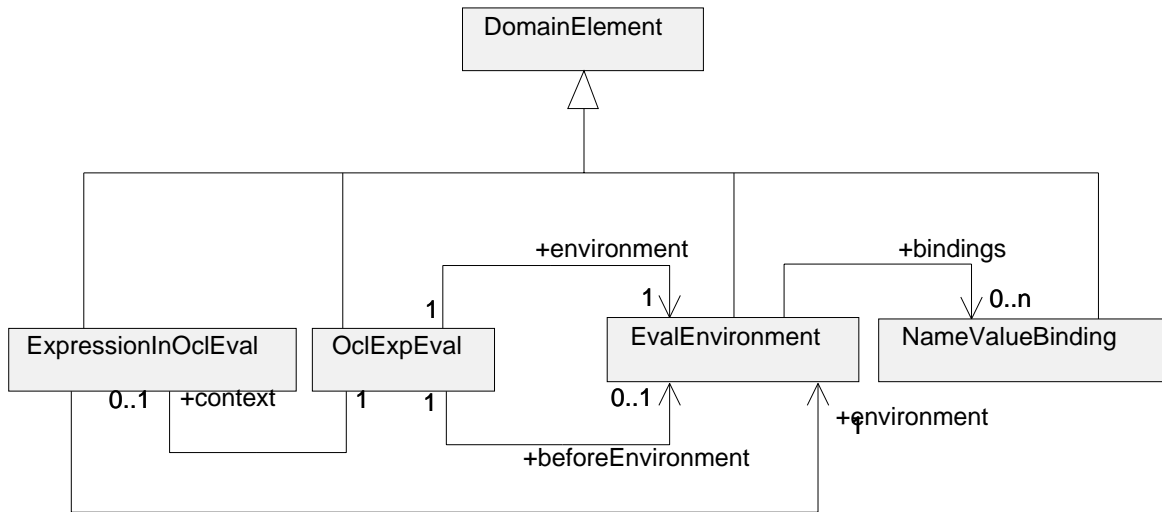 DomainElement
+environment
+bindings
1
1
0..n
ExpressionInOclEval
OclExpEval
EvalEnvironment
NameValueBinding
0..1
+context
1
1
0..1
+environment
1
+beforeEnvironment